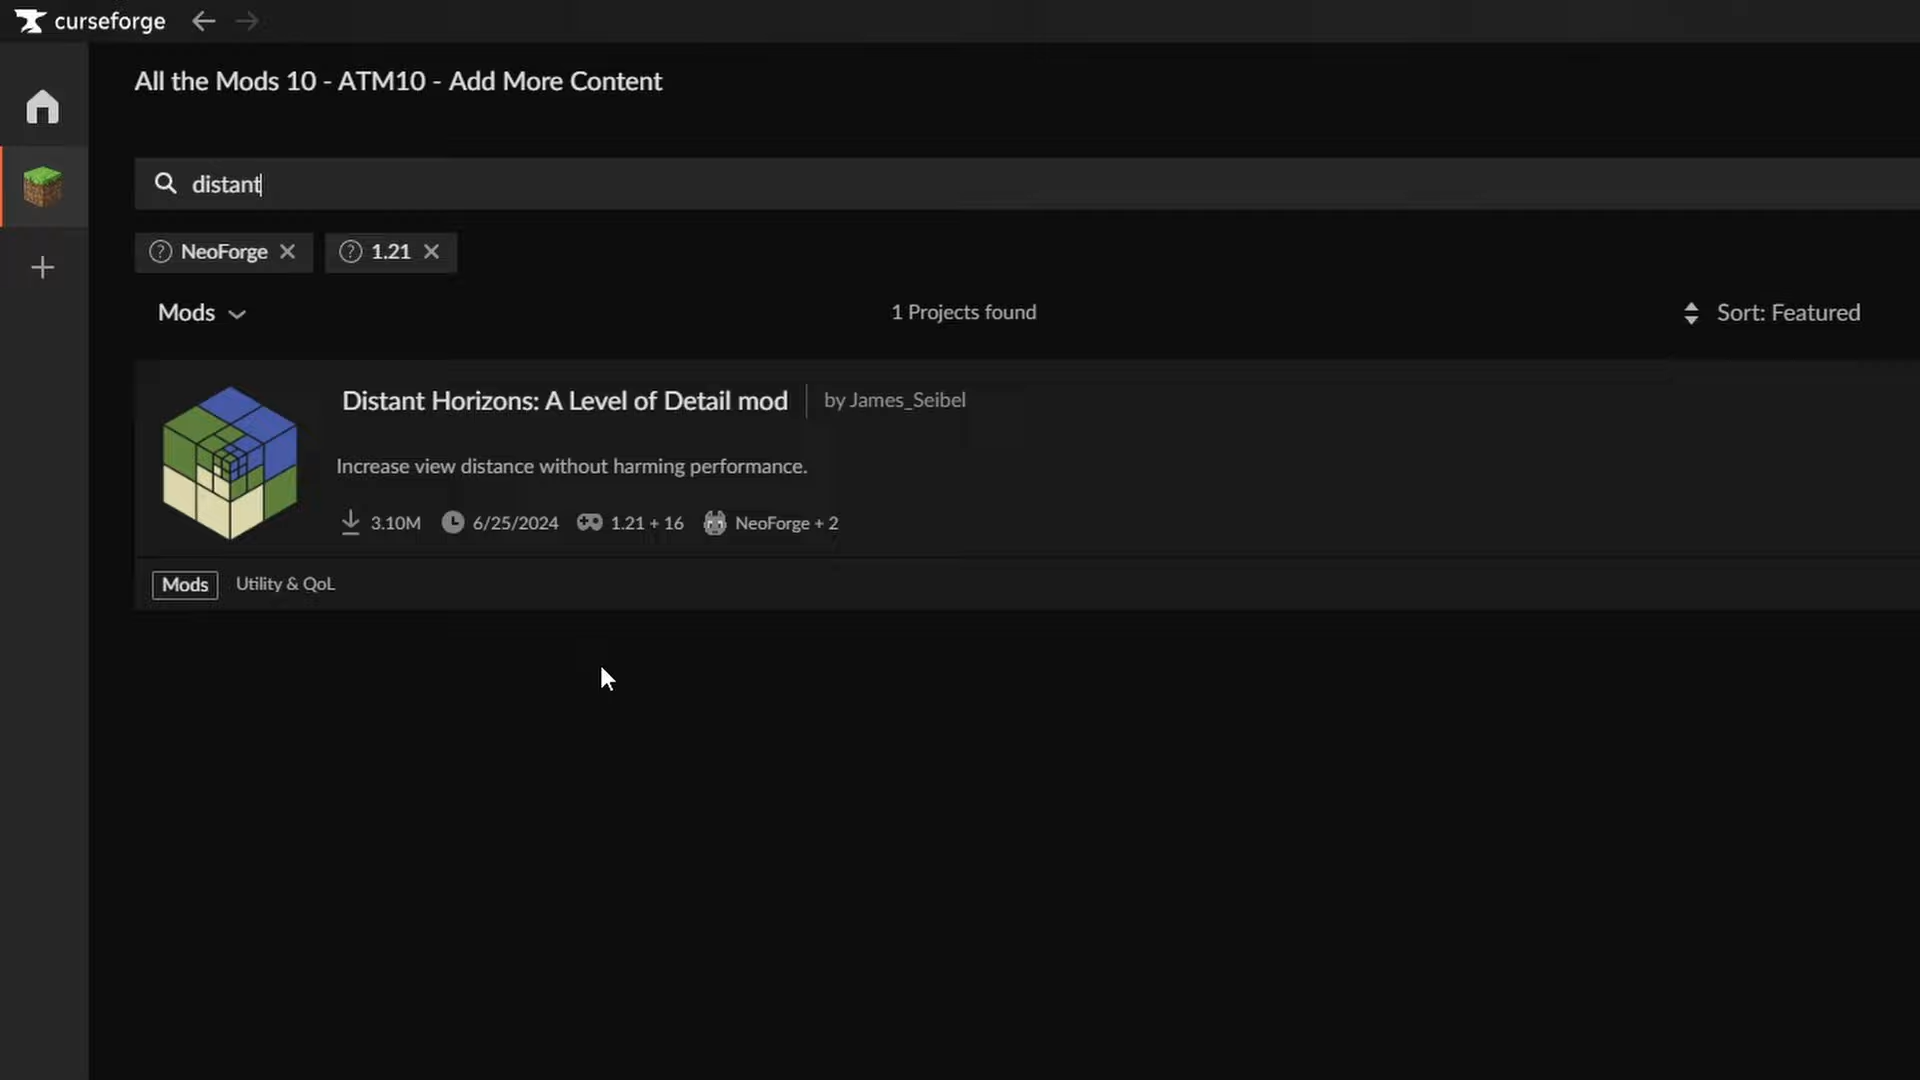 curseforge
All the Mods 10 - ATM10 - Add More Content
distant
NeoForge
1.21
Mods
1 Projects found
Sort: Featured
Distant Horizons: A Level of Detail mod
by James_Seibel
Increase view distance without harming performance.
3.10M
6/25/2024
1.21 + 16
NeoForge + 2
Mods
Utility & QoL